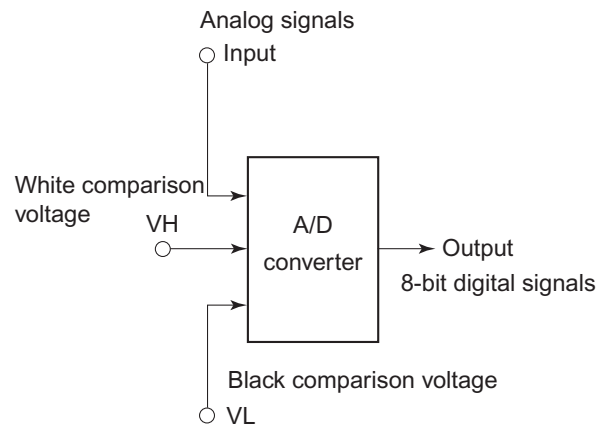 Analog signals
Input
White comparison
voltage
VH
A/D
converter
Output
8-bit digital signals
Black comparison voltage
VL